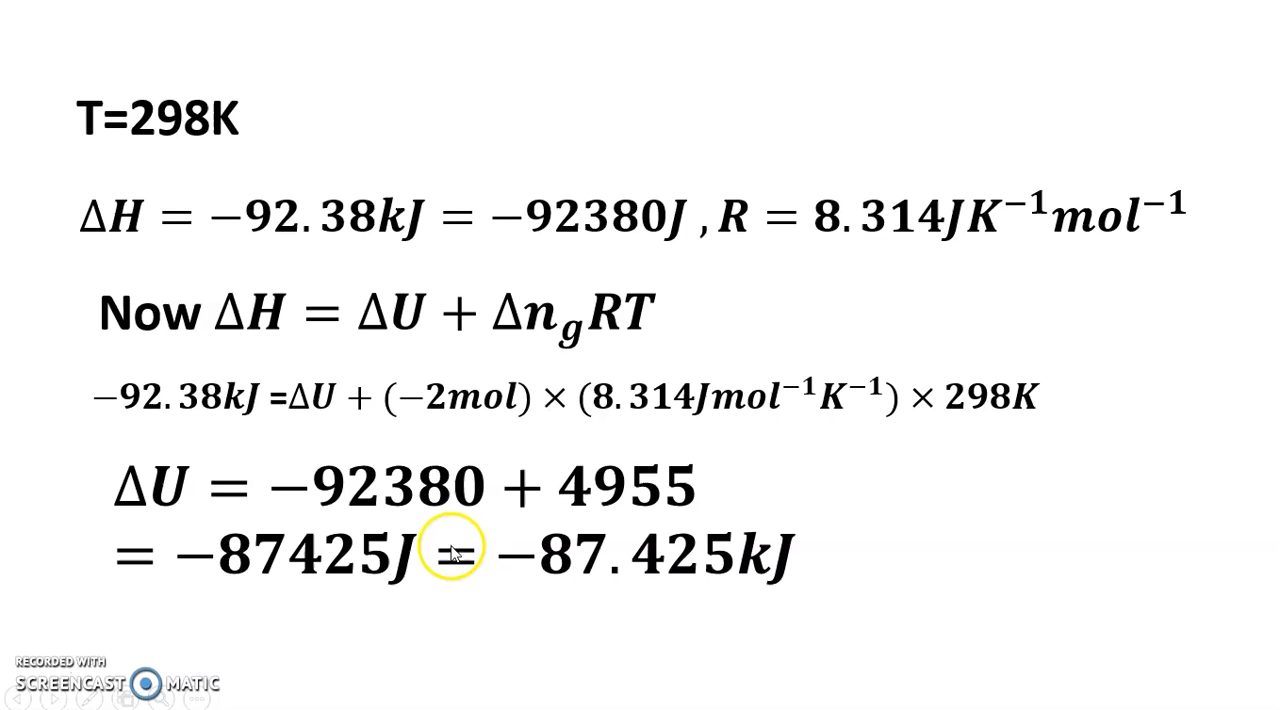 T=298K
ΔH = −92.38kJ = −92380J , R = 8.314JK⁻¹mol⁻¹
Now ΔH = ΔU + Δn_gRT
−92.38kJ =ΔU + (−2mol) × (8.314Jmol⁻¹K⁻¹) × 298K
ΔU = −92380 + 4955
= −87425J = −87.425kJ
RECORDED WITH
SCREENCAST MATIC